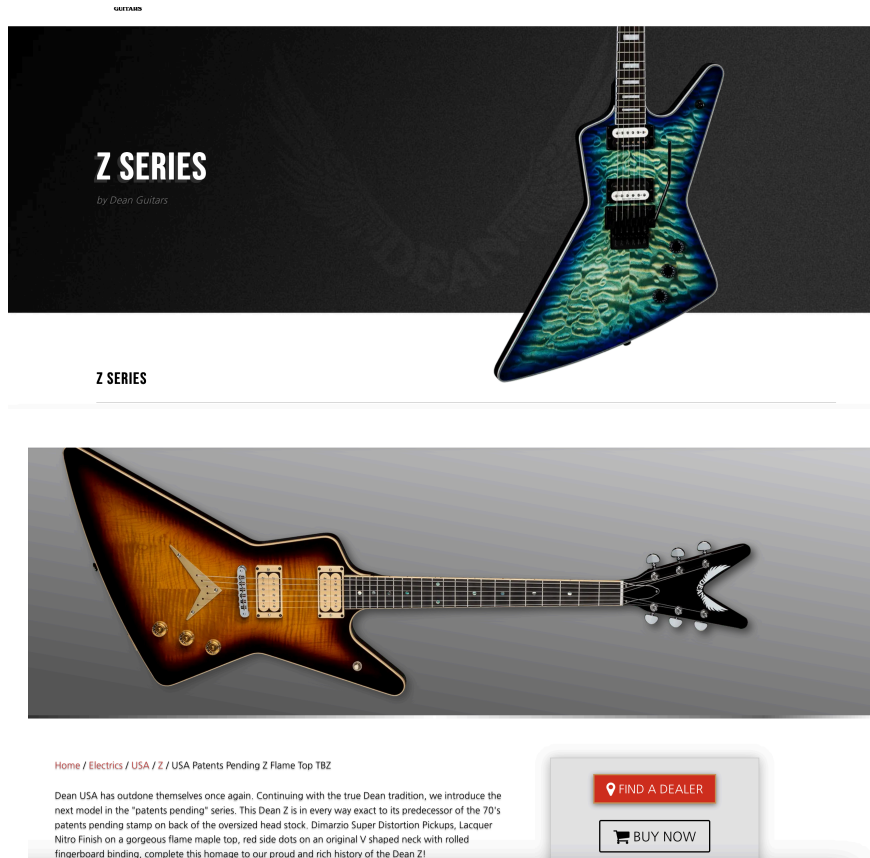 GUITARS
Z SERIES
by Dean Guitars
DEAN
Z SERIES
Home / Electrics / USA / Z / USA Patents Pending Z Flame Top TBZ
Dean USA has outdone themselves once again. Continuing with the true Dean tradition, we introduce the
next model in the "patents pending" series. This Dean Z is in every way exact to its predecessor of the 70's
patents pending stamp on back of the oversized head stock. Dimarzio Super Distortion Pickups, Lacquer
Nitro Finish on a gorgeous flame maple top, red side dots on an original V shaped neck with rolled
fingerboard binding, complete this homage to our proud and rich history of the Dean Z!
FIND A DEALER
BUY NOW